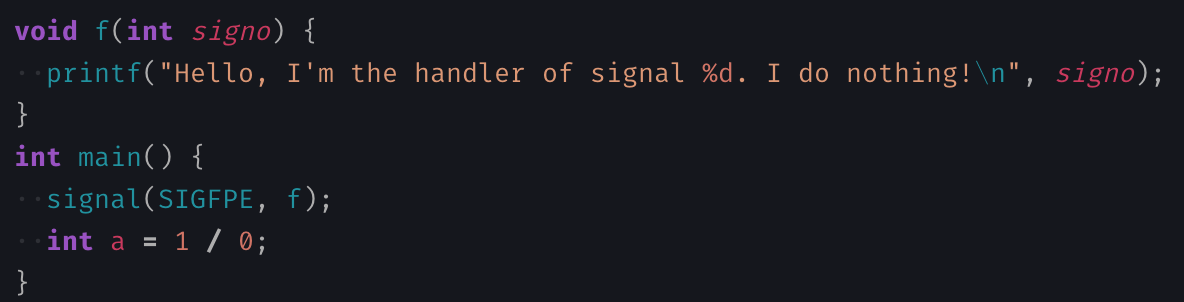 void f(int signo) {
  printf("Hello, I'm the handler of signal %d. I do nothing!\n", signo);
}
int main() {
  signal(SIGFPE, f);
  int a = 1 / 0;
}